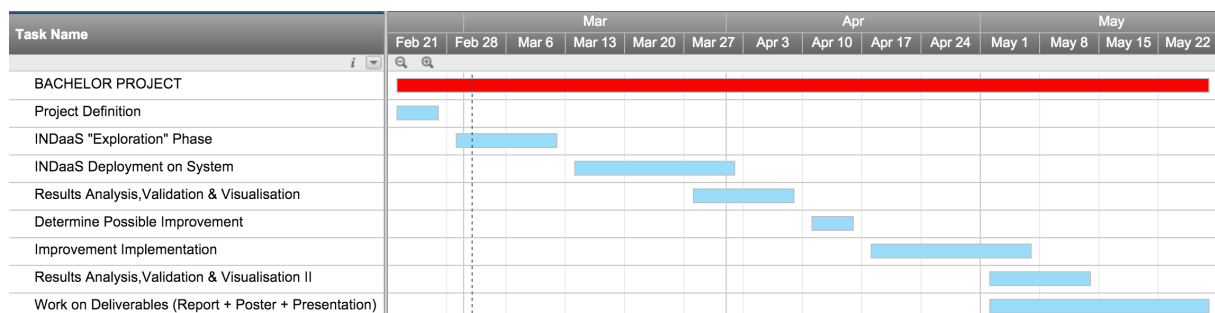 Task Name
Mar Apr May
Feb 21 Feb 28 Mar 6 Mar 13 Mar 20 Mar 27 Apr 3 Apr 10 Apr 17 Apr 24 May 1 May 8 May 15 May 22
i
BACHELOR PROJECT
Project Definition
INDaaS "Exploration" Phase
INDaaS Deployment on System
Results Analysis,Validation & Visualisation
Determine Possible Improvement
Improvement Implementation
Results Analysis,Validation & Visualisation II
Work on Deliverables (Report + Poster + Presentation)